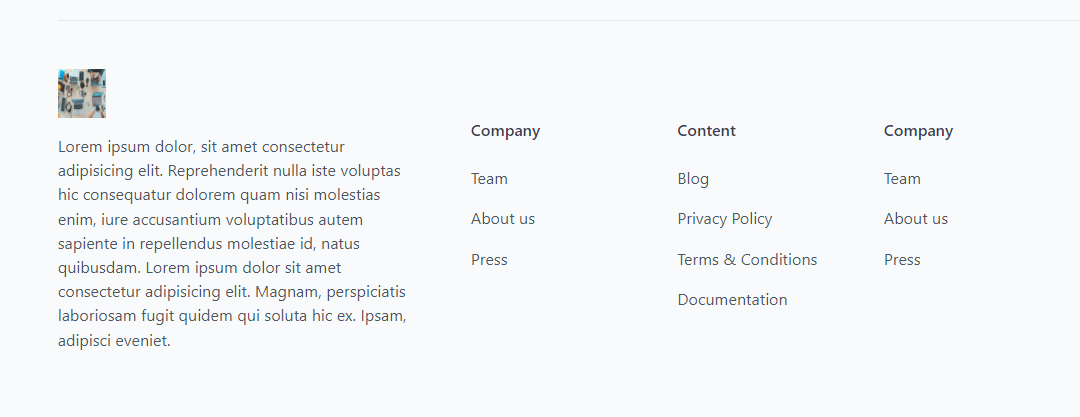 Lorem ipsum dolor, sit amet consectetur
adipisicing elit. Reprehenderit nulla iste voluptas
hic consequatur dolorem quam nisi molestias
enim, iure accusantium voluptatibus autem
sapiente in repellendus molestiae id, natus
quibusdam. Lorem ipsum dolor sit amet
consectetur adipisicing elit. Magnam, perspiciatis
laboriosam fugit quidem qui soluta hic ex. Ipsam,
adipisci eveniet.
Company
Team
About us
Press
Content
Blog
Privacy Policy
Terms & Conditions
Documentation
Company
Team
About us
Press